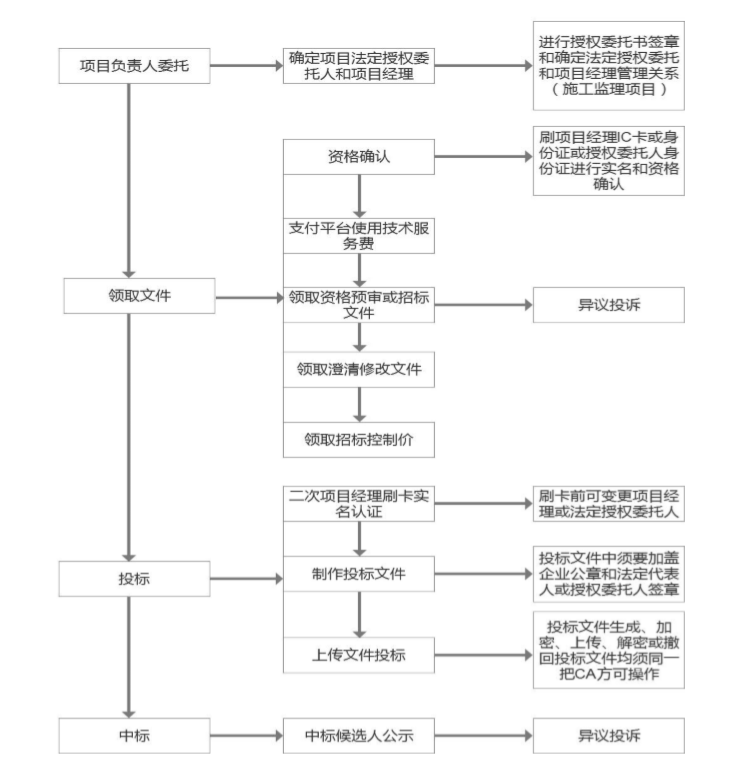 项目负责人委托
确定项目法定授权委
托人和项目经理
进行授权委托书签章
和确定法定授权委托
和项目经理管理关系
（施工监理项目）
资格确认
刷项目经理IC卡或身
份证或授权委托人身
份证进行实名和资格
确认
支付平台使用技术服
务费
领取文件
领取资格预审或招标
文件
异议投诉
领取澄清修改文件
领取招标控制价
二次项目经理刷卡实
名认证
刷卡前可变更项目经
理或法定授权委托人
投标
制作投标文件
投标文件中须要加盖
企业公章和法定代表
人或授权委托人签章
上传文件投标
投标文件生成、加
密、上传、解密或撤
回投标文件均须同一
把CA方可操作
中标
中标候选人公示
异议投诉